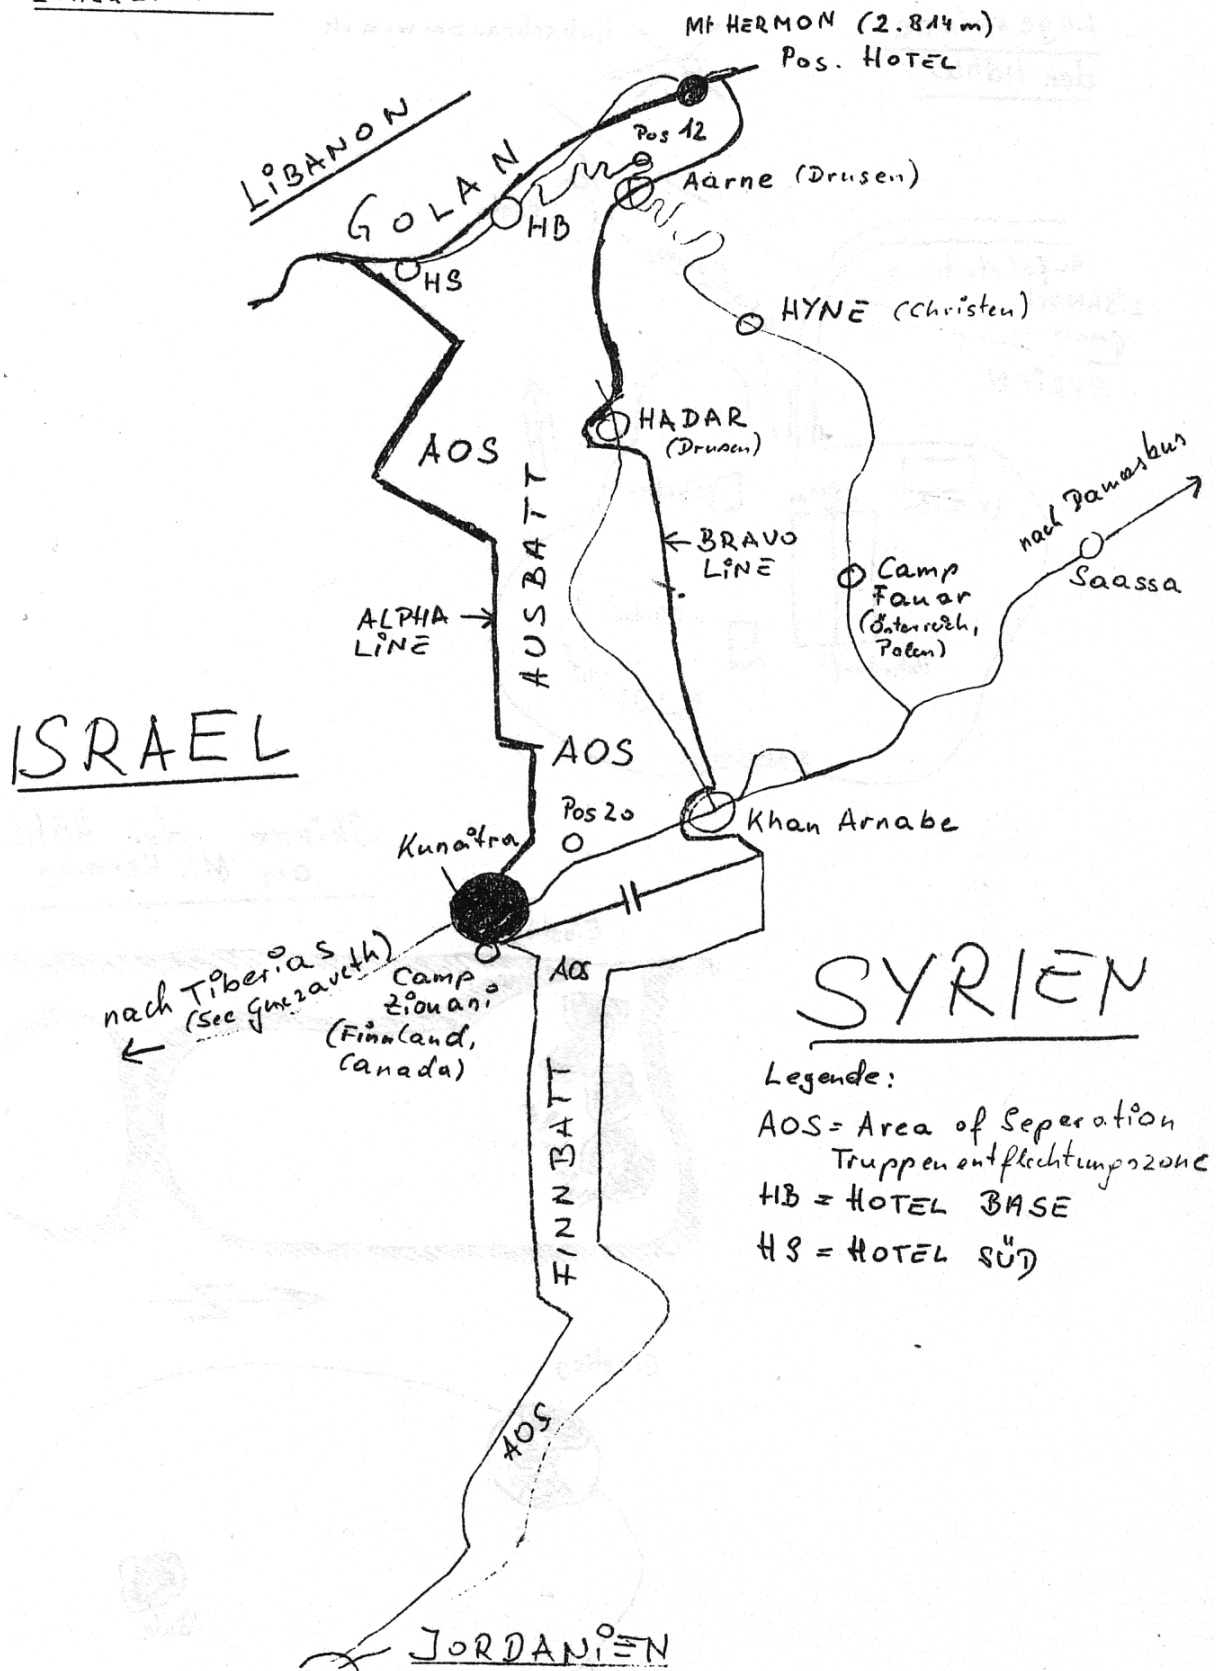 Mt HERMON (2.814m)
Pos. HOTEL
LIBANON
GOLAN
Pos 12
Aarne (Drusen)
HB
HS
HYNE (Christen)
HADAR
(Drusen)
AOS
AUSBATT
nach Damaskus
Saassa
← BRAVO
LINE
Camp
Fauar
(Österreich,
Polen)
ALPHA →
LINE
ISRAEL
AOS
Pos 20
Khan Arnabe
Kunaitra
nach Tiberias
(See Genezareth)
Camp
Ziouani
(Finnland,
Canada)
AOS
SYRIEN
FINNBATT
Legende:
AOS = Area of Seperation
Truppenentflechtungszone
HB = HOTEL BASE
HS = HOTEL SÜD
AOS
JORDANIEN